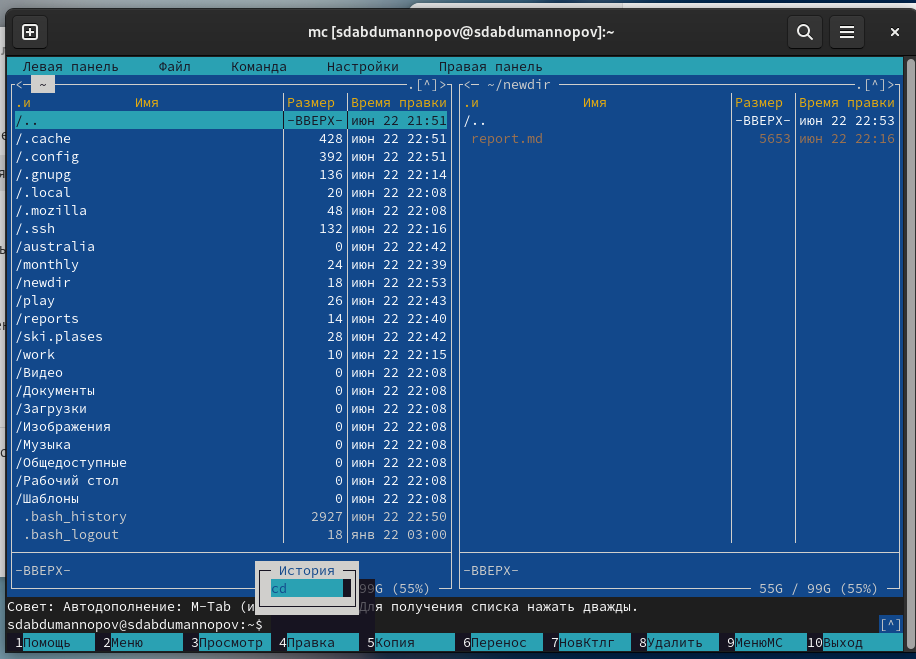 mc [sdabdumannopov@sdabdumannopov]:~
Левая панель Файл Команда Настройки Правая панель
<─ ~ .[^]>
.и Имя Размер Время правки
/.. -ВВЕРХ- июн 22 21:51
/.cache 428 июн 22 22:51
/.config 392 июн 22 22:51
/.gnupg 136 июн 22 22:14
/.local 20 июн 22 22:08
/.mozilla 48 июн 22 22:08
/.ssh 132 июн 22 22:16
/australia 0 июн 22 22:42
/monthly 24 июн 22 22:39
/newdir 18 июн 22 22:53
/play 26 июн 22 22:43
/reports 14 июн 22 22:40
/ski.plases 28 июн 22 22:42
/work 10 июн 22 22:15
/Видео 0 июн 22 22:08
/Документы 0 июн 22 22:08
/Загрузки 0 июн 22 22:08
/Изображения 0 июн 22 22:08
/Музыка 0 июн 22 22:08
/Общедоступные 0 июн 22 22:08
/Рабочий стол 0 июн 22 22:08
/Шаблоны 0 июн 22 22:08
.bash_history 2927 июн 22 22:50
.bash_logout 18 янв 22 03:00
-ВВЕРХ-
99G (55%)
<─ ~/newdir .[^]>
.и Имя Размер Время правки
/.. -ВВЕРХ- июн 22 22:53
report.md 5653 июн 22 22:16
-ВВЕРХ-
55G / 99G (55%)
История
cd
Совет: Автодополнение: M-Tab (и для получения списка нажать дважды.
sdabdumannopov@sdabdumannopov:~$ [^]
1Помощь 2Меню 3Просмотр 4Правка 5Копия 6Перенос 7НовКтлг 8Удалить 9МенюMC 10Выход